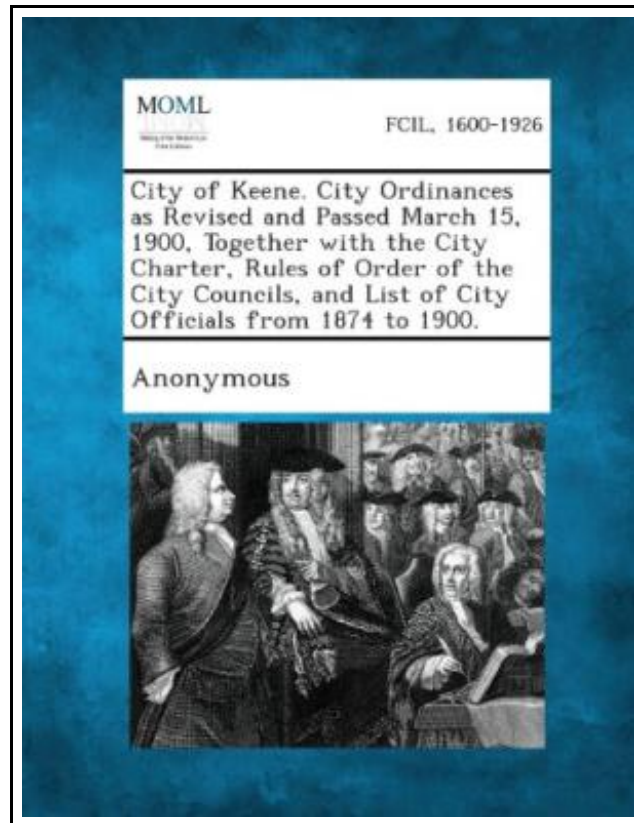 MOML
FCIL, 1600-1926
City of Keene. City Ordinances
as Revised and Passed March 15,
1900, Together with the City
Charter, Rules of Order of the
City Councils, and List of City
Officials from 1874 to 1900.
Anonymous